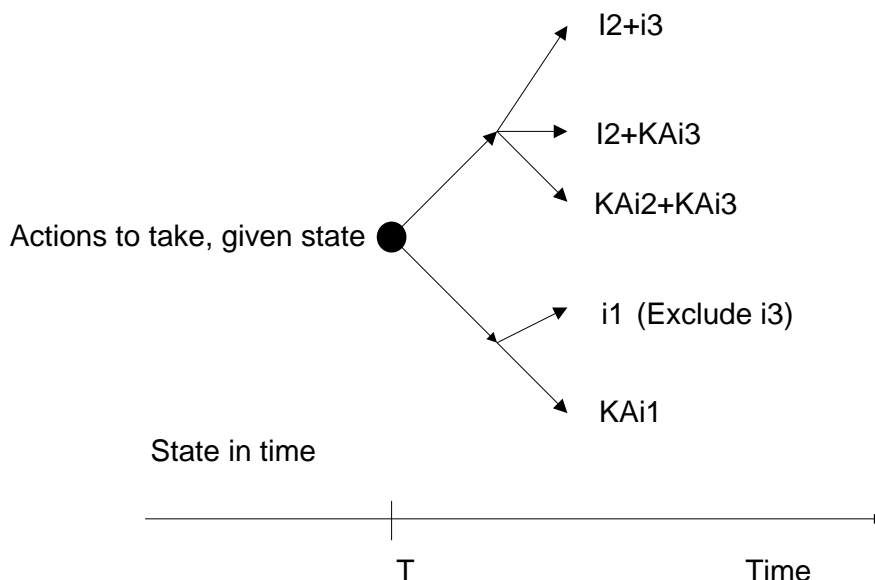 I2+i3
I2+KAi3
KAi2+KAi3
Actions to take, given state
i1 (Exclude i3)
KAi1
State in time
T
Time